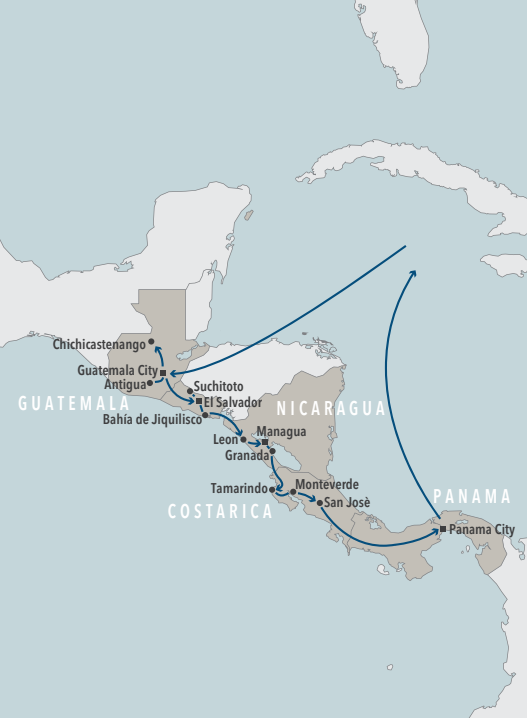 Chichicastenango
Guatemala City
Antigua
Suchitoto
GUATEMALA
El Salvador
NICARAGUA
Bahía de Jiquilisco
Managua
Leon
Granada
Monteverde
Tamarindo
PANAMA
San Josè
COSTARICA
Panama City